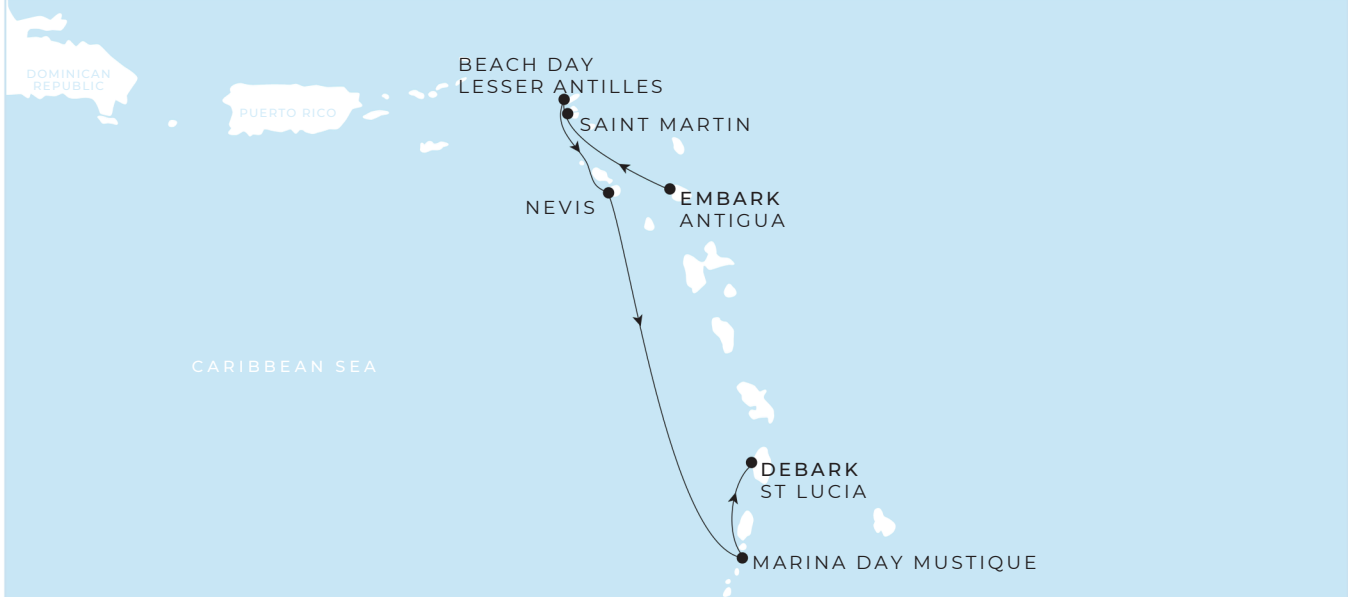 BEACH DAY
LESSER ANTILLES
DOMINICAN
REPUBLIC
PUERTO RICO
SAINT MARTIN
NEVIS
EMBARK
ANTIGUA
CARIBBEAN SEA
DEBARK
ST LUCIA
MARINA DAY MUSTIQUE